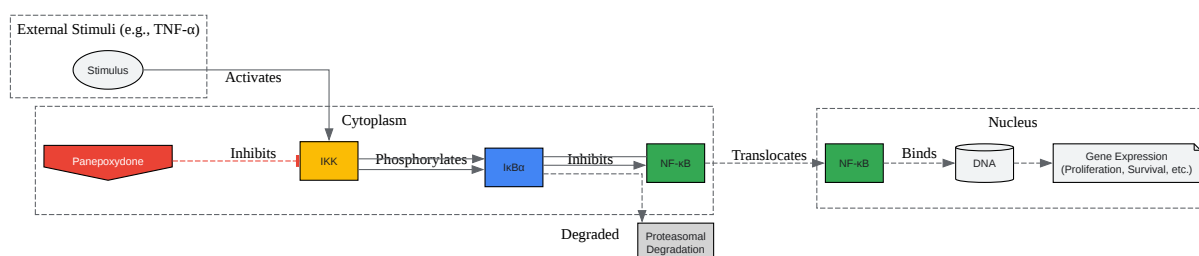 External Stimuli (e.g., TNF-α)
Stimulus
Activates
Cytoplasm
Nucleus
Panepoxydone
Inhibits
IKK
Phosphorylates
IκBα
Inhibits
NF-κB
Translocates
NF-κB
Binds
DNA
Gene Expression
(Proliferation, Survival, etc.)
Degraded
Proteasomal
Degradation